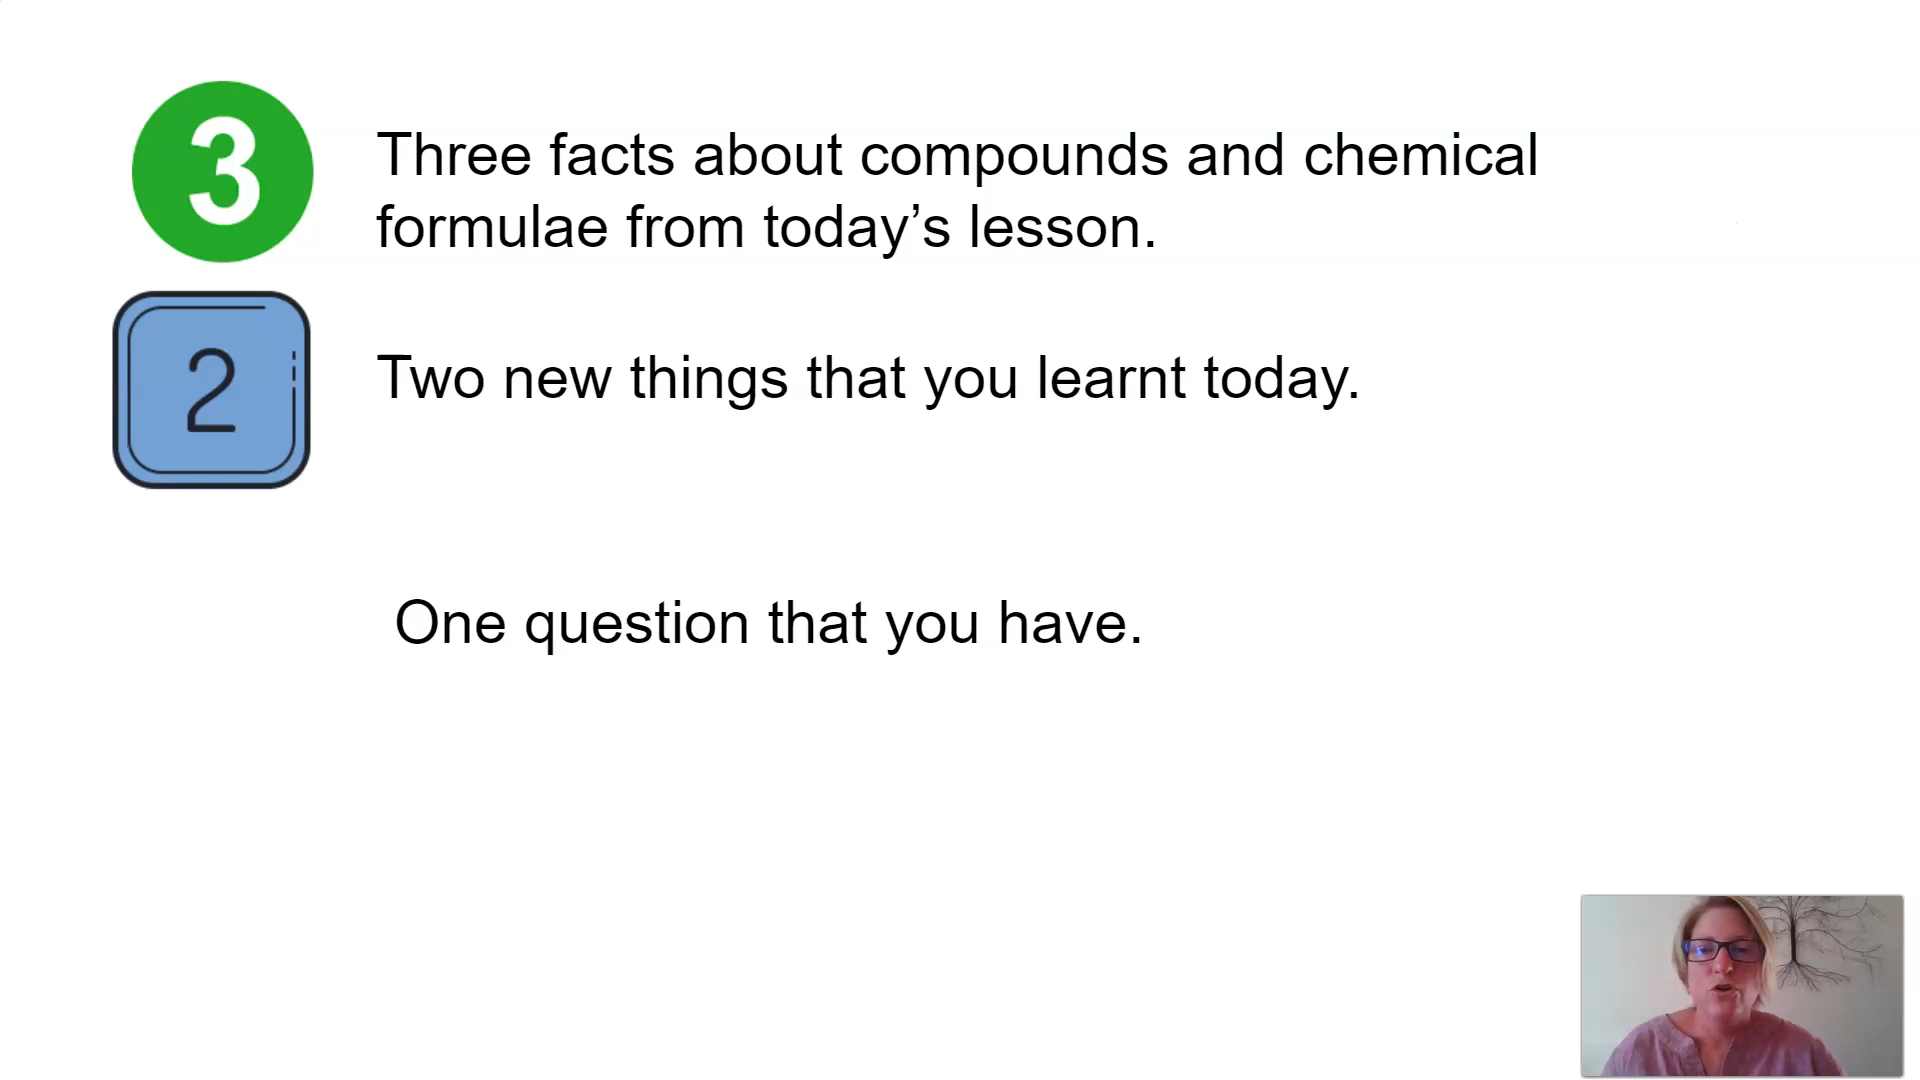 3
Three facts about compounds and chemical
formulae from today’s lesson.
2
Two new things that you learnt today.
One question that you have.